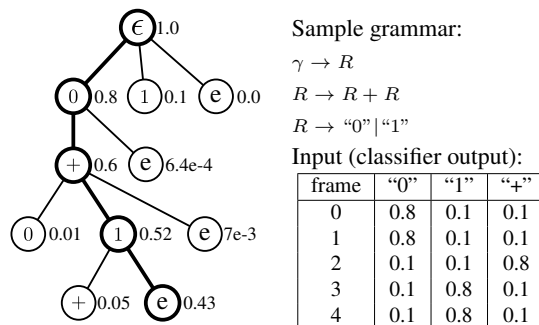 ϵ 1.0
0 0.8 1 0.1 e 0.0
+ 0.6 e 6.4e-4
0 0.01 1 0.52 e 7e-3
+ 0.05 e 0.43
Sample grammar:
γ → R
R → R + R
R → “0” | “1”
Input (classifier output):
frame “0” “1” “+”
0 0.8 0.1 0.1
1 0.8 0.1 0.1
2 0.1 0.1 0.8
3 0.1 0.8 0.1
4 0.1 0.8 0.1